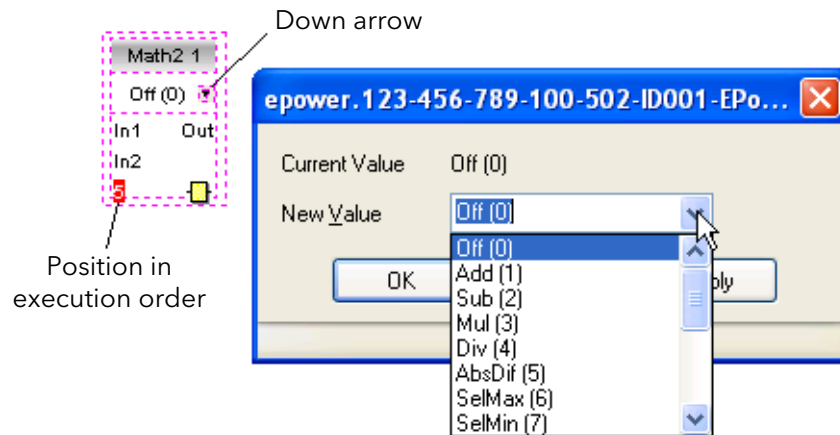 Down arrow
Math2 1
Off (0)
In1 Out
In2
5
Position in
execution order
epower.123-456-789-100-502-ID001-EPo...
Current Value Off (0)
New Value Off (0)
Off (0)
Add (1)
Sub (2)
Mul (3)
Div (4)
AbsDif (5)
SelMax (6)
SelMin (7)
OK ply